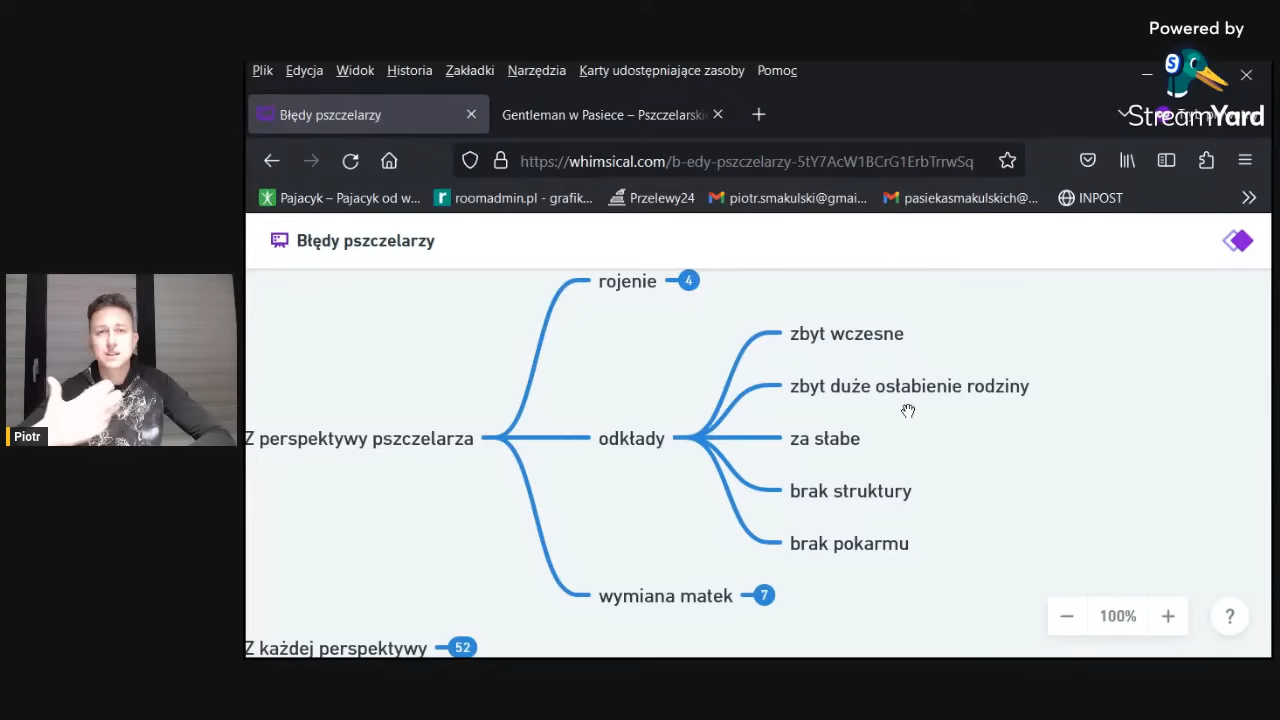 Powered by
StreamYard
Plik Edycja Widok Historia Zakładki Narzędzia Karty udostępniające zasoby Pomoc
Błędy pszczelarzy
Gentleman w Pasiece – Pszczelarski
https://whimsical.com/b-edy-pszczelarzy-5tY7AcW1BCrG1ErbTrrwSq
Pajacyk – Pajacyk od w... roomadmin.pl - grafik... Przelewy24 piotr.smakulski@gmai... pasiekasmakulskich@... INPOST
Błędy pszczelarzy
rojenie 4
zbyt wczesne
zbyt duże osłabienie rodziny
Z perspektywy pszczelarza odkłady za słabe
brak struktury
brak pokarmu
wymiana matek 7
Z każdej perspektywy 52
100%
?
Piotr